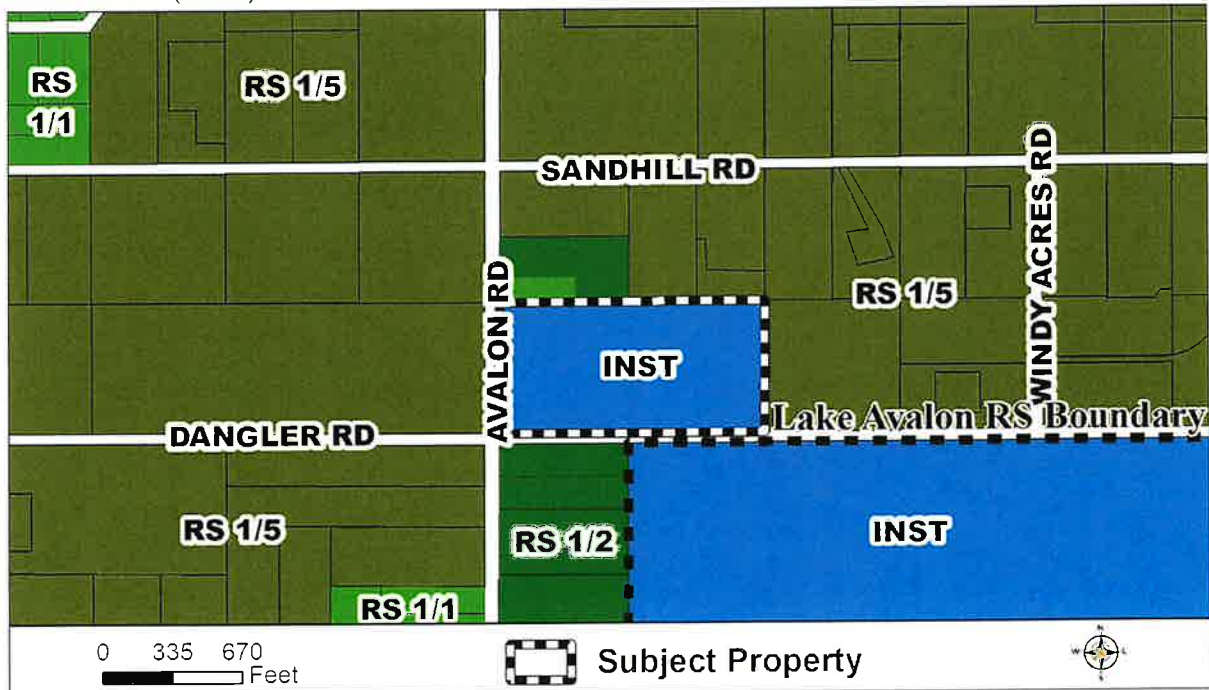 RS
1/1
RS 1/5
SANDHILL RD
WINDY ACRES RD
AVALON RD
RS 1/5
INST
Lake Avalon RS Boundary
DANGLER RD
RS 1/5
RS 1/2
INST
RS 1/1
0 335 670
Feet
Subject Property
N
W